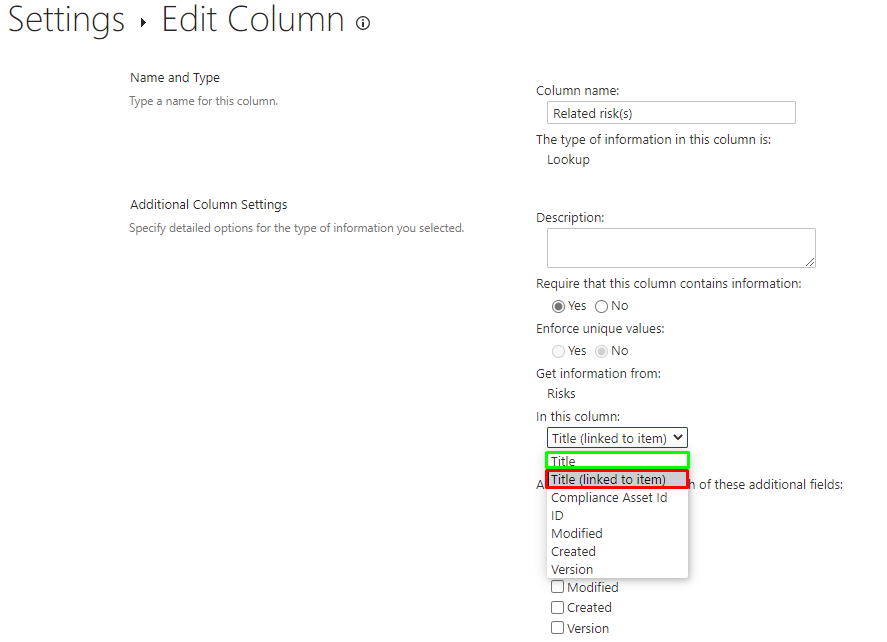 Settings ▸ Edit Column
Name and Type
Type a name for this column.
Column name:
Related risk(s)
The type of information in this column is:
Lookup
Additional Column Settings
Specify detailed options for the type of information you selected.
Description:
Require that this column contains information:
Yes No
Enforce unique values:
Yes No
Get information from:
Risks
In this column:
Title (linked to item)
Title
Title (linked to item)
of these additional fields:
Compliance Asset Id
ID
Modified
Created
Version
Modified
Created
Version